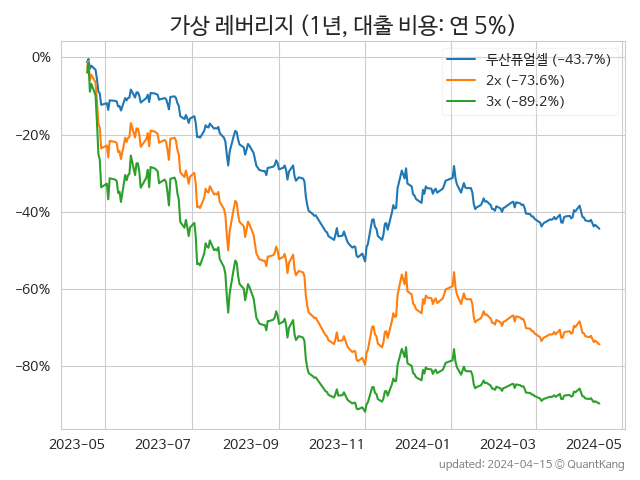 가상 레버리지 (1년, 대출 비용: 연 5%)
두산퓨얼셀 (−43.7%)
2x (−73.6%)
3x (−89.2%)
0%
−20%
−40%
−60%
−80%
2023−05 2023−07 2023−09 2023−11 2024−01 2024−03 2024−05
updated: 2024-04-15 © QuantKang